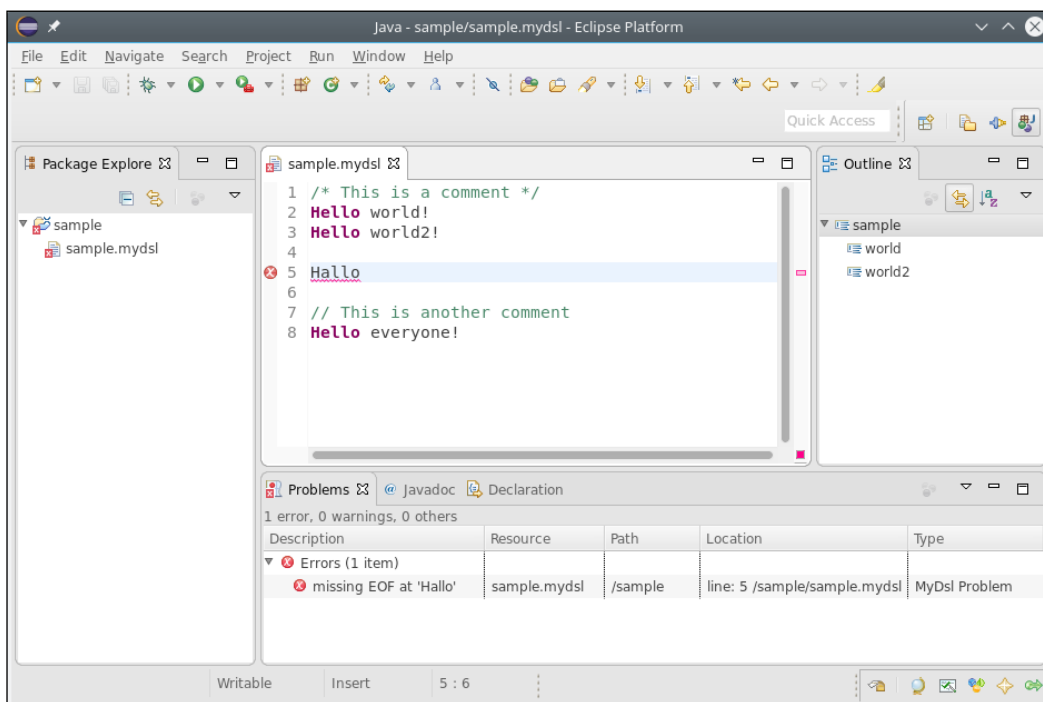 Java - sample/sample.mydsl - Eclipse Platform
File Edit Navigate Search Project Run Window Help
Quick Access
Package Explore
sample
sample.mydsl
sample.mydsl
1 /* This is a comment */
2 Hello world!
3 Hello world2!
4
5 Hallo
6
7 // This is another comment
8 Hello everyone!
Outline
sample
world
world2
Problems @ Javadoc Declaration
1 error, 0 warnings, 0 others
Description Resource Path Location Type
Errors (1 item)
missing EOF at 'Hallo' sample.mydsl /sample line: 5 /sample/sample.mydsl MyDsl Problem
Writable Insert 5 : 6